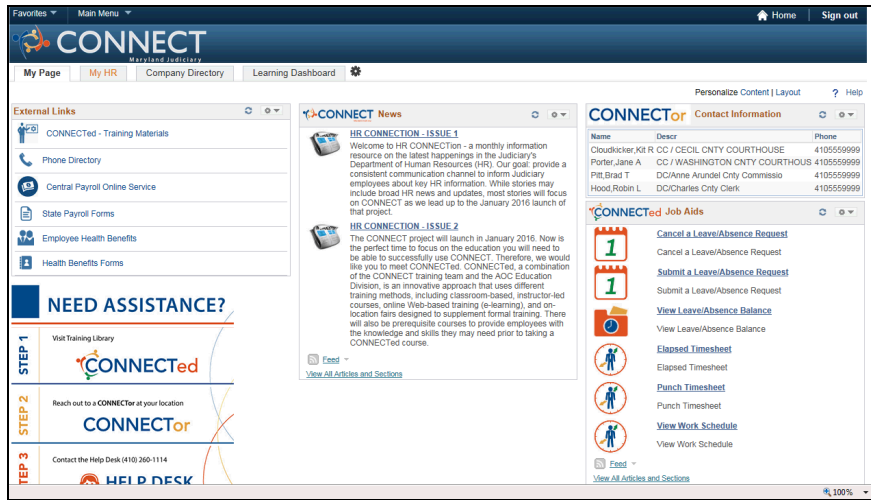 Favorites
Main Menu
Home
Sign out
CONNECT
Maryland Judiciary
My Page
My HR
Company Directory
Learning Dashboard
Personalize Content | Layout
? Help
External Links
CONNECTed - Training Materials
Phone Directory
Central Payroll Online Service
State Payroll Forms
Employee Health Benefits
Health Benefits Forms
NEED ASSISTANCE?
STEP 1
Visit Training Library
CONNECTed
STEP 2
Reach out to a CONNECTor at your location
CONNECTor
STEP 3
Contact the Help Desk (410) 260-1114
HELP DESK
CONNECT News
HR CONNECTION - ISSUE 1
Welcome to HR CONNECTion - a monthly information
resource on the latest happenings in the Judiciary's
Department of Human Resources (HR). Our goal: provide a
consistent communication channel to inform Judiciary
employees about key HR information. While stories may
include broad HR news and updates, most stories will focus
on CONNECT as we lead up to the January 2016 launch of
that project.
HR CONNECTION - ISSUE 2
The CONNECT project will launch in January 2016. Now is
the perfect time to focus on the education you will need to
be able to successfully use CONNECT. Therefore, we would
like you to meet CONNECTed. CONNECTed, a combination
of the CONNECT training team and the AOC Education
Division, is an innovative approach that uses different
training methods, including classroom-based, instructor-led
courses, online Web-based training (e-learning), and on-
location fairs designed to supplement formal training. There
will also be prerequisite courses to provide employees with
the knowledge and skills they may need prior to taking a
CONNECTed course.
Feed
View All Articles and Sections
CONNECTor Contact Information
Name Descr Phone
Cloudkicker,Kit R CC / CECIL CNTY COURTHOUSE 4105559999
Porter,Jane A CC / WASHINGTON CNTY COURTHOUS 4105559999
Pitt,Brad T DC/Anne Arundel Cnty Commissio 4105559999
Hood,Robin L DC/Charles Cnty Clerk 4105559999
CONNECTed Job Aids
1
Cancel a Leave/Absence Request
Cancel a Leave/Absence Request
1
Submit a Leave/Absence Request
Submit a Leave/Absence Request
View Leave/Absence Balance
View Leave/Absence Balance
Elapsed Timesheet
Elapsed Timesheet
Punch Timesheet
Punch Timesheet
View Work Schedule
View Work Schedule
Feed
View All Articles and Sections
100%